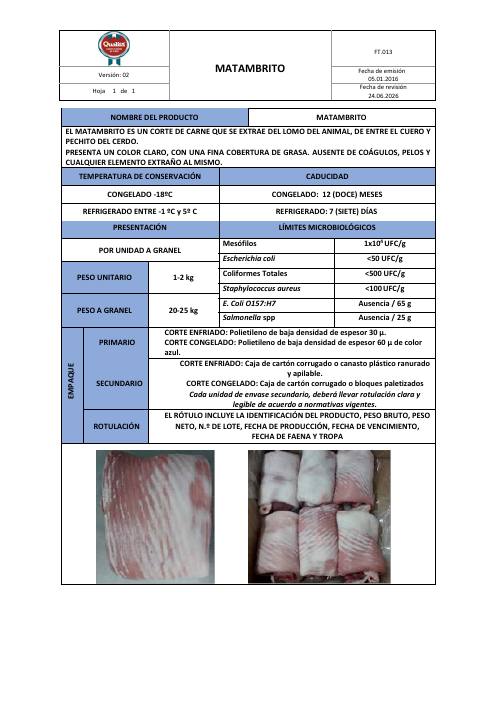 Qualita
Versión: 02
Hoja 1 de 1
MATAMBRITO
FT.013
Fecha de emisión
05.01.2016
Fecha de revisión
24.06.2026
NOMBRE DEL PRODUCTO
MATAMBRITO
EL MATAMBRITO ES UN CORTE DE CARNE QUE SE EXTRAE DEL LOMO DEL ANIMAL, DE ENTRE EL CUERO Y
PECHITO DEL CERDO.
PRESENTA UN COLOR CLARO, CON UNA FINA COBERTURA DE GRASA. AUSENTE DE COÁGULOS, PELOS Y
CUALQUIER ELEMENTO EXTRAÑO AL MISMO.
TEMPERATURA DE CONSERVACIÓN
CADUCIDAD
CONGELADO -18ºC
CONGELADO: 12 (DOCE) MESES
REFRIGERADO ENTRE -1 ºC y 5º C
REFRIGERADO: 7 (SIETE) DÍAS
PRESENTACIÓN
LÍMITES MICROBIOLÓGICOS
POR UNIDAD A GRANEL
Mesófilos
UFC/g
Escherichia coli
<50 UFC/g
PESO UNITARIO
1-2 kg
Coliformes Totales
<500 UFC/g
Staphylococcus aureus
<100 UFC/g
PESO A GRANEL
20-25 kg
E. Coli O157:H7
Ausencia / 65 g
Salmonella spp
Ausencia / 25 g
EMPAQUE
PRIMARIO
CORTE ENFRIADO: Polietileno de baja densidad de espesor 30 µ.
CORTE CONGELADO: Polietileno de baja densidad de espesor 60 µ de color
azul.
SECUNDARIO
CORTE ENFRIADO: Caja de cartón corrugado o canasto plástico ranurado
y apilable.
CORTE CONGELADO: Caja de cartón corrugado o bloques paletizados
Cada unidad de envase secundario, deberá llevar rotulación clara y
legible de acuerdo a normativas vigentes.
ROTULACIÓN
EL RÓTULO INCLUYE LA IDENTIFICACIÓN DEL PRODUCTO, PESO BRUTO, PESO
NETO, N.º DE LOTE, FECHA DE PRODUCCIÓN, FECHA DE VENCIMIENTO,
FECHA DE FAENA Y TROPA